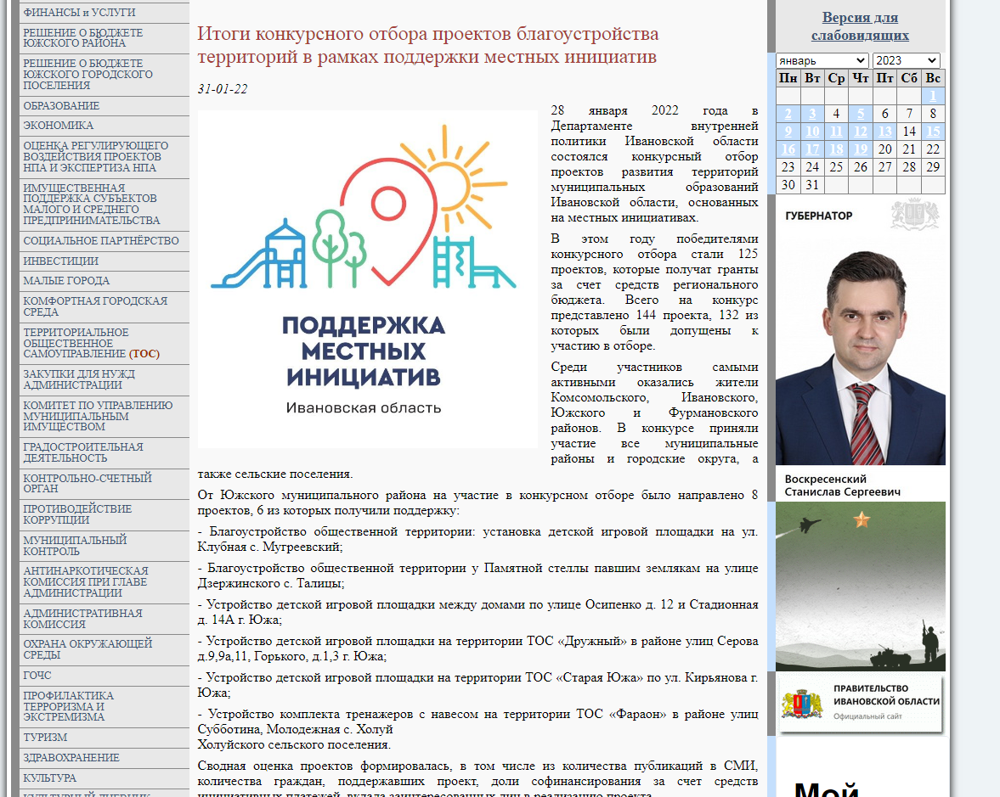 ФИНАНСЫ и УСЛУГИ
РЕШЕНИЕ О БЮДЖЕТЕ
ЮЖСКОГО РАЙОНА
РЕШЕНИЕ О БЮДЖЕТЕ
ЮЖСКОГО ГОРОДСКОГО
ПОСЕЛЕНИЯ
ОБРАЗОВАНИЕ
ЭКОНОМИКА
ОЦЕНКА РЕГУЛИРУЮЩЕГО
ВОЗДЕЙСТВИЯ ПРОЕКТОВ
НПА И ЭКСПЕРТИЗА НПА
ИМУЩЕСТВЕННАЯ
ПОДДЕРЖКА СУБЪЕКТОВ
МАЛОГО И СРЕДНЕГО
ПРЕДПРИНИМАТЕЛЬСТВА
СОЦИАЛЬНОЕ ПАРТНЁРСТВО
ИНВЕСТИЦИИ
МАЛЫЕ ГОРОДА
КОМФОРТНАЯ ГОРОДСКАЯ
СРЕДА
ТЕРРИТОРИАЛЬНОЕ
ОБЩЕСТВЕННОЕ
САМОУПРАВЛЕНИЕ (ТОС)
ЗАКУПКИ ДЛЯ НУЖД
АДМИНИСТРАЦИИ
КОМИТЕТ ПО УПРАВЛЕНИЮ
МУНИЦИПАЛЬНЫМ
ИМУЩЕСТВОМ
ГРАДОСТРОИТЕЛЬНАЯ
ДЕЯТЕЛЬНОСТЬ
КОНТРОЛЬНО-СЧЕТНЫЙ
ОРГАН
ПРОТИВОДЕЙСТВИЕ
КОРРУПЦИИ
МУНИЦИПАЛЬНЫЙ
КОНТРОЛЬ
АНТИНАРКОТИЧЕСКАЯ
КОМИССИЯ ПРИ ГЛАВЕ
АДМИНИСТРАЦИИ
АДМИНИСТРАТИВНАЯ
КОМИССИЯ
ОХРАНА ОКРУЖАЮЩЕЙ
СРЕДЫ
ГОЧС
ПРОФИЛАКТИКА
ТЕРРОРИЗМА И
ЭКСТРЕМИЗМА
ТУРИЗМ
ЗДРАВОХРАНЕНИЕ
КУЛЬТУРА
КУЛЬТУРНЫЙ ДНЕВНИК
Итоги конкурсного отбора проектов благоустройства
территорий в рамках поддержки местных инициатив
31-01-22
ПОДДЕРЖКА
МЕСТНЫХ
ИНИЦИАТИВ
Ивановская область
28 января 2022 года в
Департаменте внутренней
политики Ивановской области
состоялся конкурсный отбор
проектов развития территорий
муниципальных образований
Ивановской области, основанных
на местных инициативах.
В этом году победителями
конкурсного отбора стали 125
проектов, которые получат гранты
за счет средств регионального
бюджета. Всего на конкурс
представлено 144 проекта, 132 из
которых были допущены к
участию в отборе.
Среди участников самыми
активными оказались жители
Комсомольского, Ивановского,
Южского и Фурмановского
районов. В конкурсе приняли
участие все муниципальные
районы и городские округа, а
также сельские поселения.
От Южского муниципального района на участие в конкурсном отборе было направлено 8
проектов, 6 из которых получили поддержку:
- Благоустройство общественной территории: установка детской игровой площадки на ул.
Клубная с. Мугреевский;
- Благоустройство общественной территории у Памятной стеллы павшим землякам на улице
Дзержинского с. Талицы;
- Устройство детской игровой площадки между домами по улице Осипенко д. 12 и Стадионная
д. 14А г. Южа;
- Устройство детской игровой площадки на территории ТОС «Дружный» в районе улиц Серова
д.9,9а,11, Горького, д.1,3 г. Южа;
- Устройство детской игровой площадки на территории ТОС «Старая Южа» по ул. Кирьянова г.
Южа;
- Устройство комплекта тренажеров с навесом на территории ТОС «Фараон» в районе улиц
Субботина, Молодежная с. Холуй
Холуйского сельского поселения.
Сводная оценка проектов формировалась, в том числе из количества публикаций в СМИ,
количества граждан, поддержавших проект, доли софинансирования за счет средств
инициативных платежей, вклада заинтересованных лиц в реализацию проекта.
Версия для
слабовидящих
январь 2023
Пн Вт Ср Чт Пт Сб Вс
1
2 3 4 5 6 7 8
9 10 11 12 13 14 15
16 17 18 19 20 21 22
23 24 25 26 27 28 29
30 31
ГУБЕРНАТОР
Воскресенский
Станислав Сергеевич
ПРАВИТЕЛЬСТВО
ИВАНОВСКОЙ ОБЛАСТИ
Официальный сайт
Мой